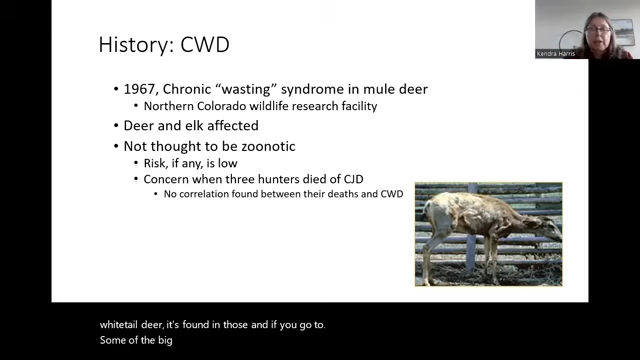 History: CWD
• 1967, Chronic “wasting” syndrome in mule deer
• Northern Colorado wildlife research facility
• Deer and elk affected
• Not thought to be zoonotic
• Risk, if any, is low
• Concern when three hunters died of CJD
• No correlation found between their deaths and CWD
Kendra Harris
whitetail deer, it's found in those and if you go to.
Some of the big